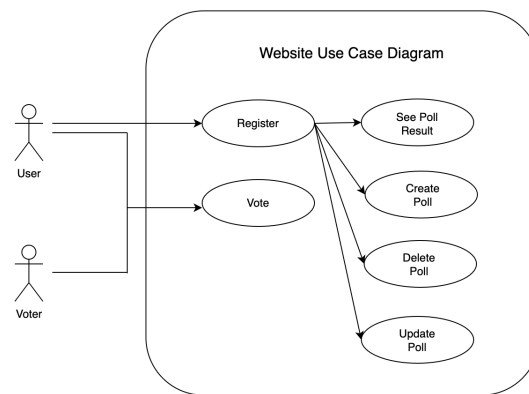 Website Use Case Diagram
User
Voter
Register
Vote
See Poll
Result
Create
Poll
Delete
Poll
Update
Poll